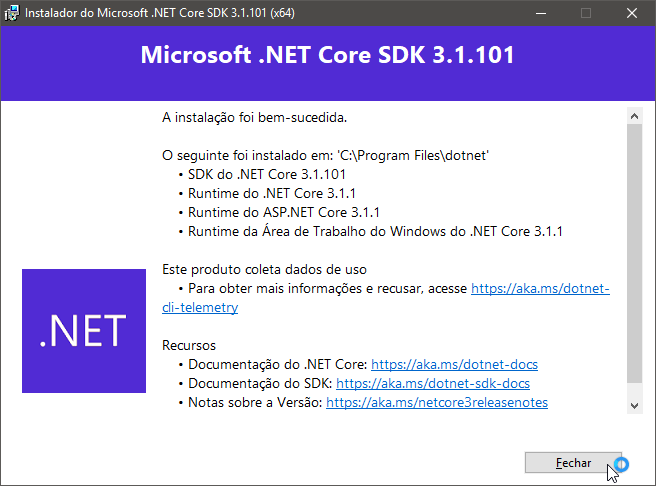 Instalador do Microsoft .NET Core SDK 3.1.101 (x64)
Microsoft .NET Core SDK 3.1.101
A instalação foi bem-sucedida.
O seguinte foi instalado em: 'C:\Program Files\dotnet'
• SDK do .NET Core 3.1.101
• Runtime do .NET Core 3.1.1
• Runtime do ASP.NET Core 3.1.1
• Runtime da Área de Trabalho do Windows do .NET Core 3.1.1
Este produto coleta dados de uso
• Para obter mais informações e recusar, acesse https://aka.ms/dotnet-
cli-telemetry
.NET
Recursos
• Documentação do .NET Core: https://aka.ms/dotnet-docs
• Documentação do SDK: https://aka.ms/dotnet-sdk-docs
• Notas sobre a Versão: https://aka.ms/netcore3releasenotes
Fechar